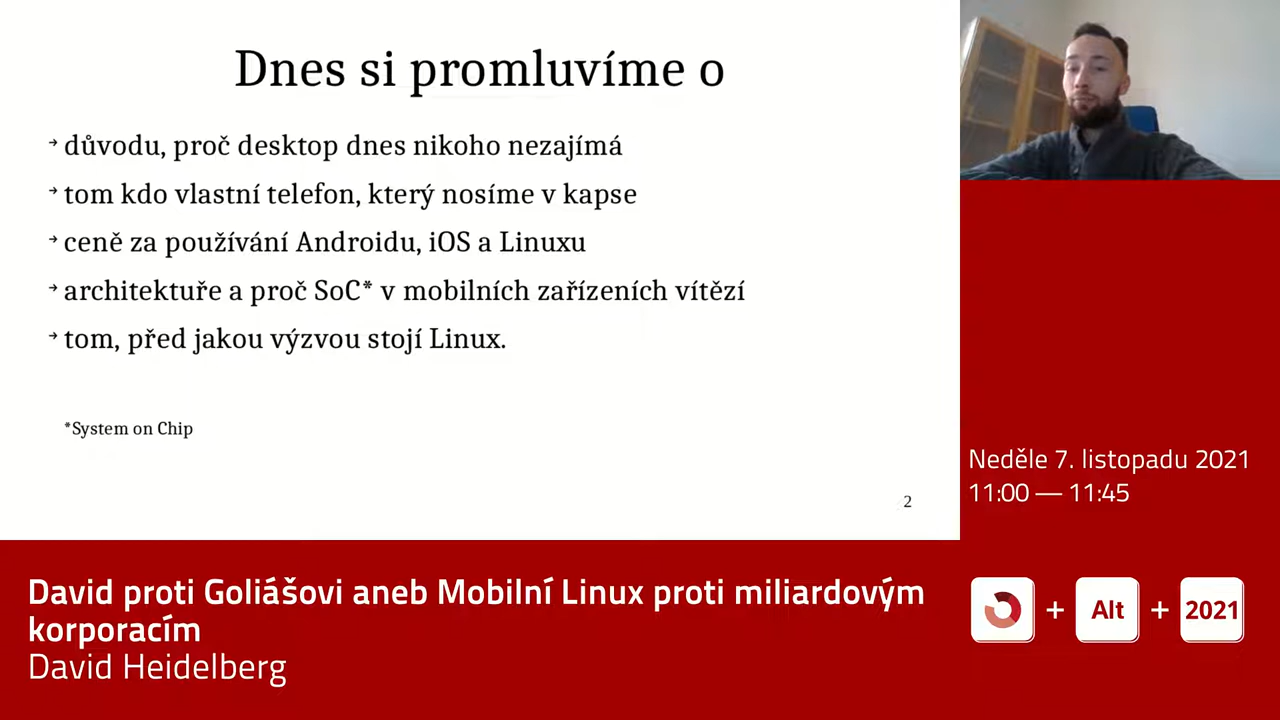 Dnes si promluvíme o
→ důvodu, proč desktop dnes nikoho nezajímá
→ tom kdo vlastní telefon, který nosíme v kapse
→ ceně za používání Androidu, iOS a Linuxu
→ architektuře a proč SoC* v mobilních zařízeních vítězí
→ tom, před jakou výzvou stojí Linux.
*System on Chip
2
Neděle 7. listopadu 2021
11:00 — 11:45
David proti Goliášovi aneb Mobilní Linux proti miliardovým
korporacím
David Heidelberg
+ Alt + 2021